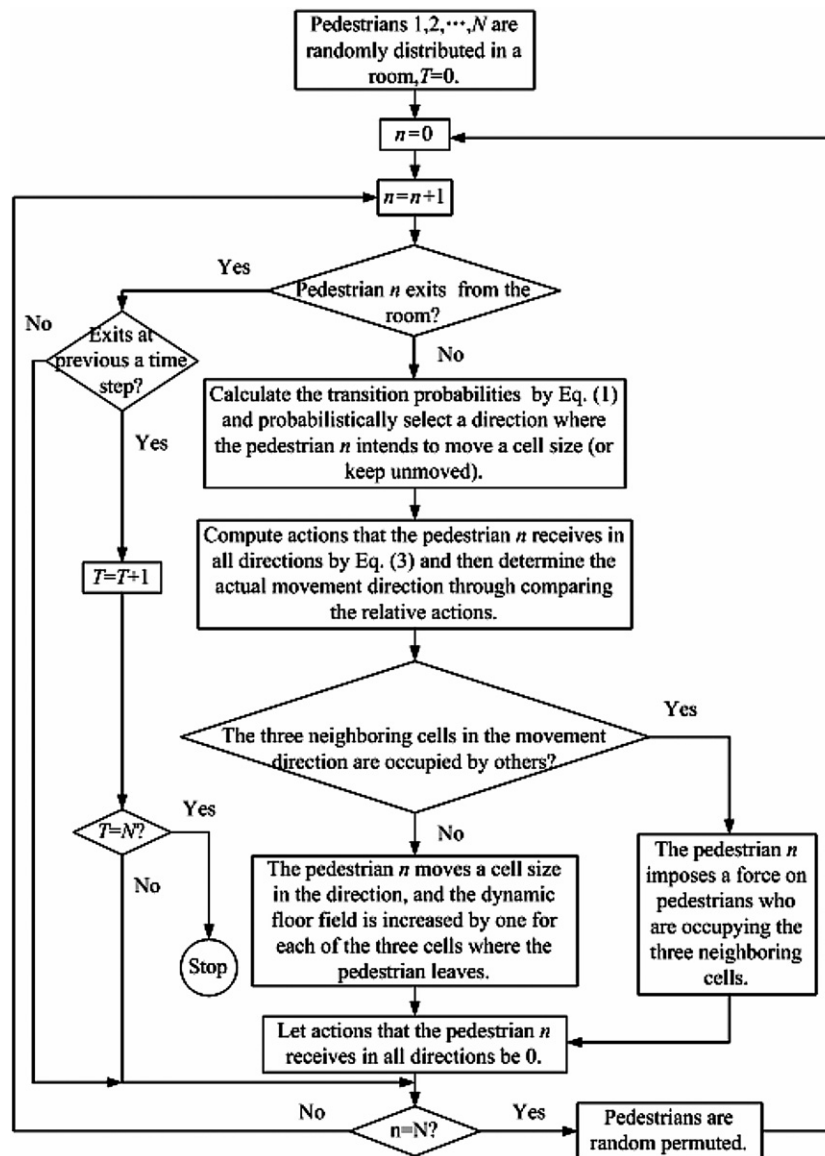 Pedestrians 1,2,···,N are
randomly distributed in a
room,T=0.
n=0
n=n+1
Yes
Pedestrian n exits from the
room?
No
Exits at
previous a time
step?
No
Calculate the transition probabilities by Eq. (1)
and probabilistically select a direction where
the pedestrian n intends to move a cell size (or
keep unmoved).
Yes
Compute actions that the pedestrian n receives in
all directions by Eq. (3) and then determine the
actual movement direction through comparing
the relative actions.
T=T+1
The three neighboring cells in the movement
direction are occupied by others?
Yes
T=N?
Yes
No
No
The pedestrian n moves a cell size
in the direction, and the dynamic
floor field is increased by one for
each of the three cells where the
pedestrian leaves.
The pedestrian n
imposes a force on
pedestrians who
are occupying the
three neighboring
cells.
Stop
Let actions that the pedestrian n
receives in all directions be 0.
No
n=N?
Yes
Pedestrians are
random permuted.